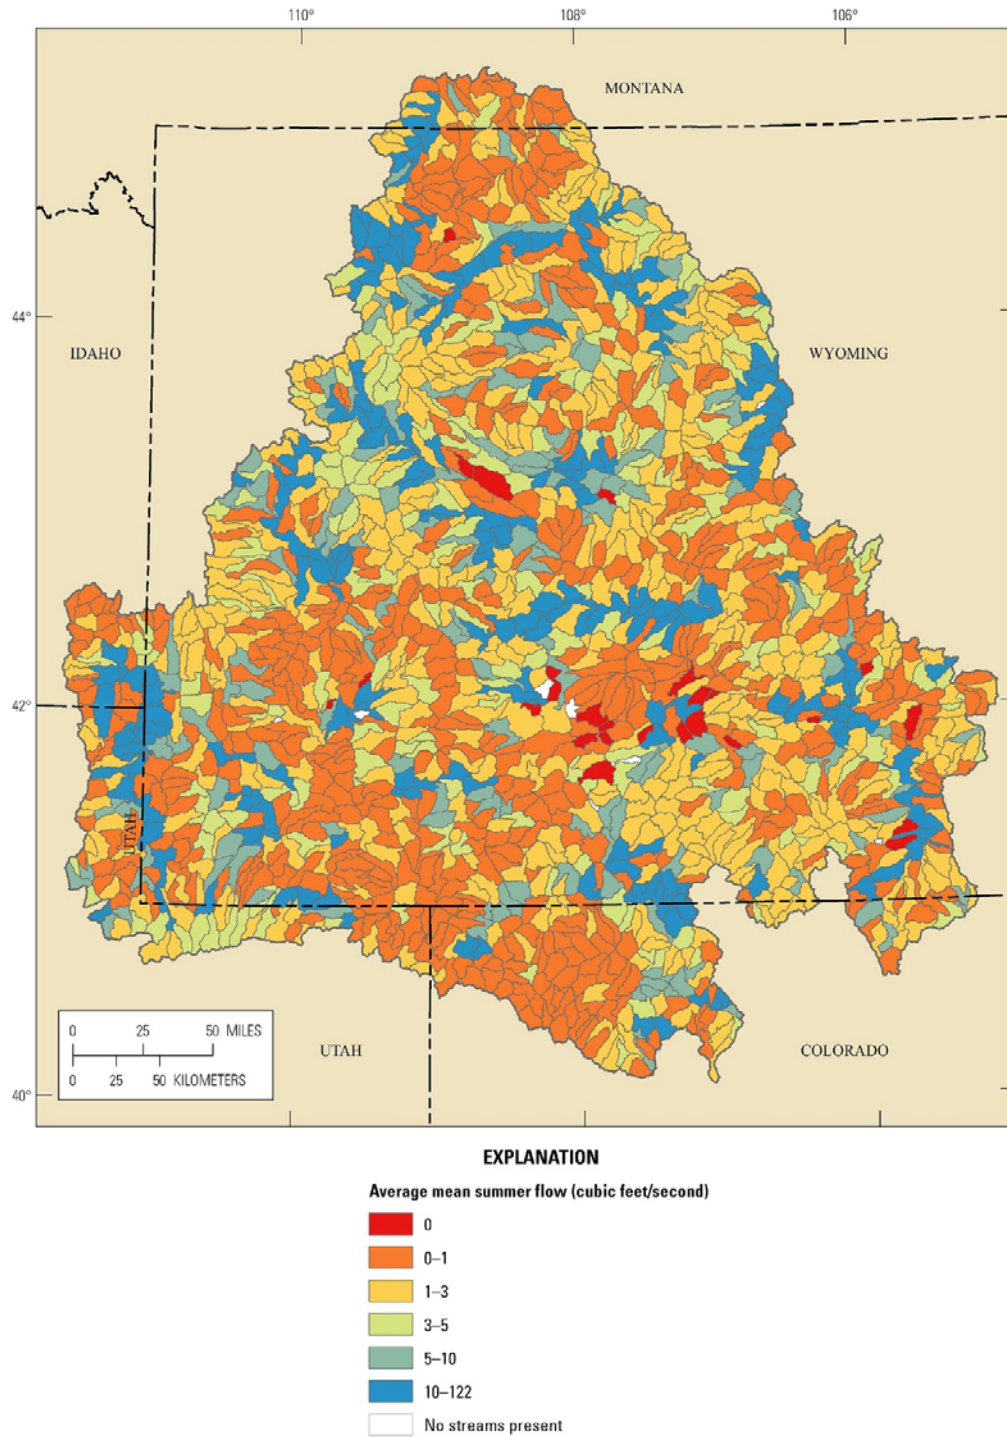 110° 108° 106°
MONTANA
44°
IDAHO WYOMING
42°
UTAH
0 25 50 MILES
0 25 50 KILOMETERS
UTAH COLORADO
40°
EXPLANATION
Average mean summer flow (cubic feet/second)
0
0–1
1–3
3–5
5–10
10–122
No streams present